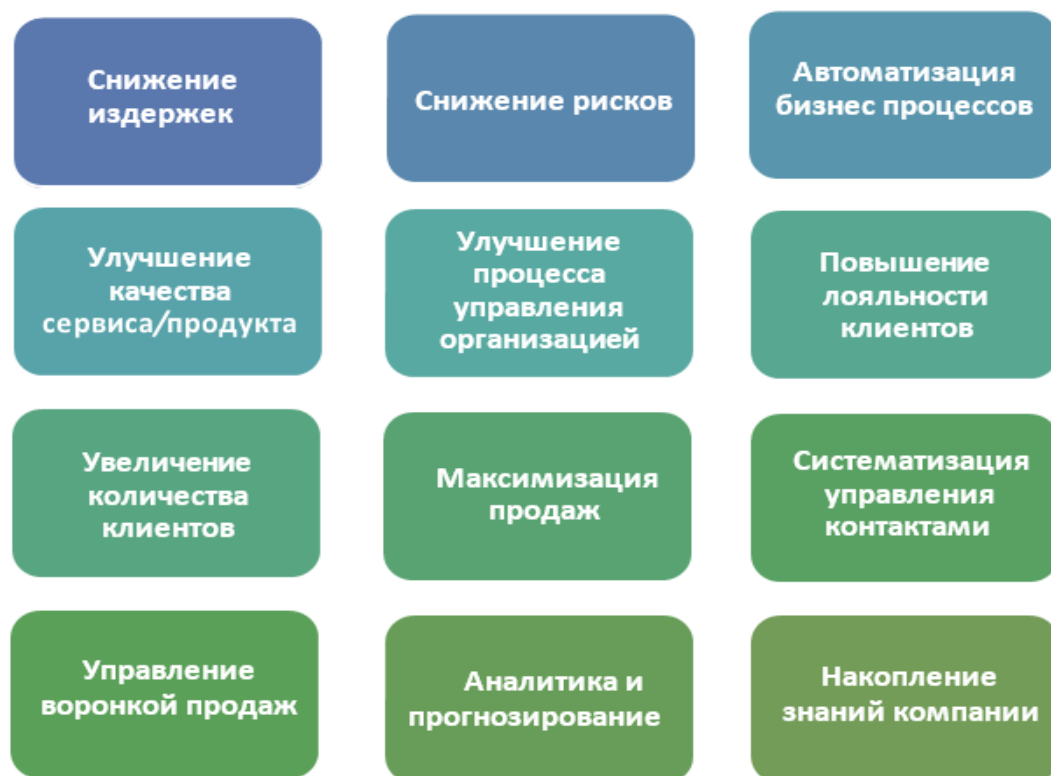 Снижение
издержек
Снижение рисков
Автоматизация
бизнес процессов
Улучшение
качества
сервиса/продукта
Улучшение
процесса
управления
организацией
Повышение
лояльности
клиентов
Увеличение
количества
клиентов
Максимизация
продаж
Систематизация
управления
контактами
Управление
воронкой продаж
Аналитика и
прогнозирование
Накопление
знаний компании